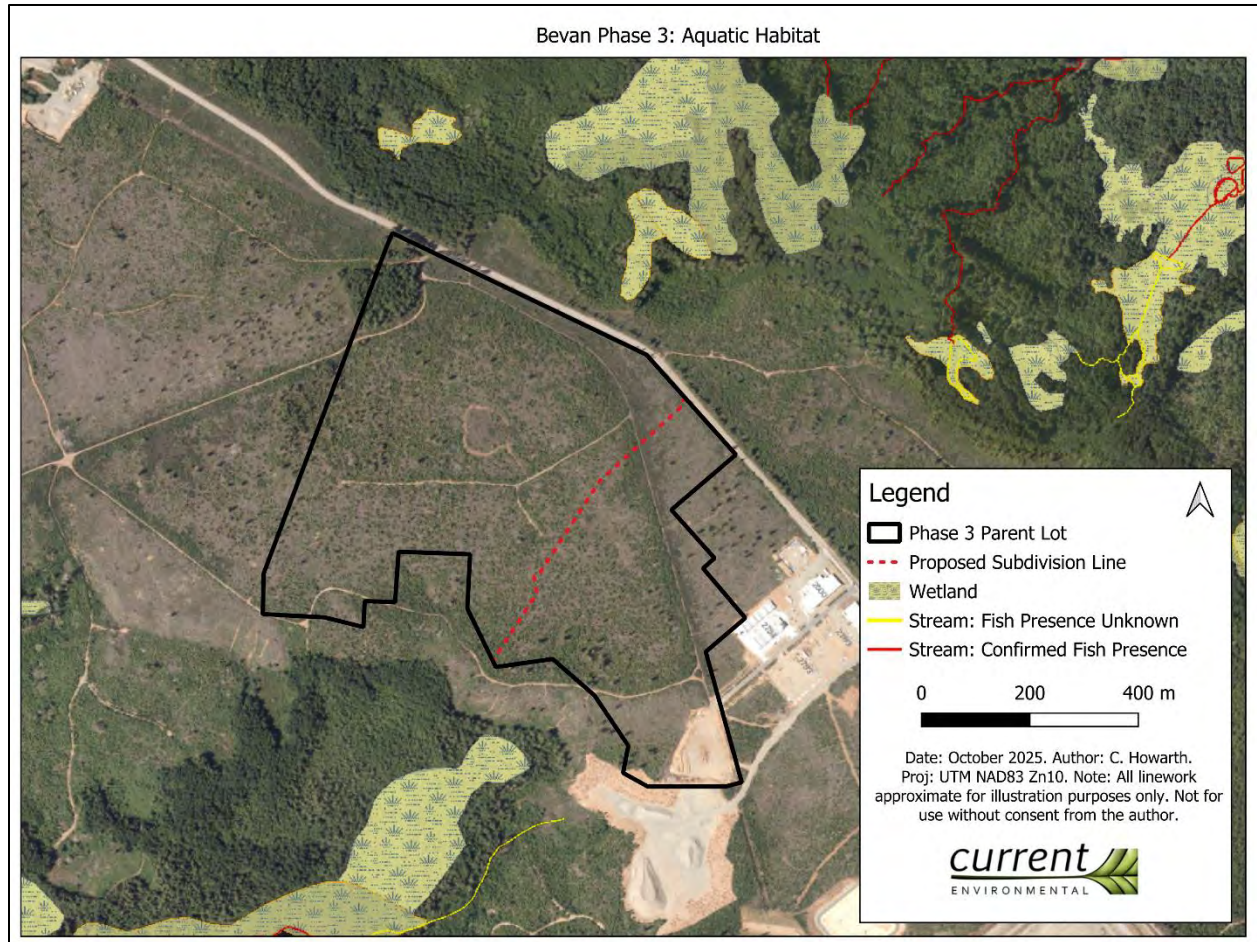 Bevan Phase 3: Aquatic Habitat
Legend
Phase 3 Parent Lot
Proposed Subdivision Line
Wetland
Stream: Fish Presence Unknown
Stream: Confirmed Fish Presence
0 200 400 m
Date: October 2025. Author: C. Howarth.
Proj: UTM NAD83 Zn10. Note: All linework
approximate for illustration purposes only. Not for
use without consent from the author.
current
ENVIRONMENTAL